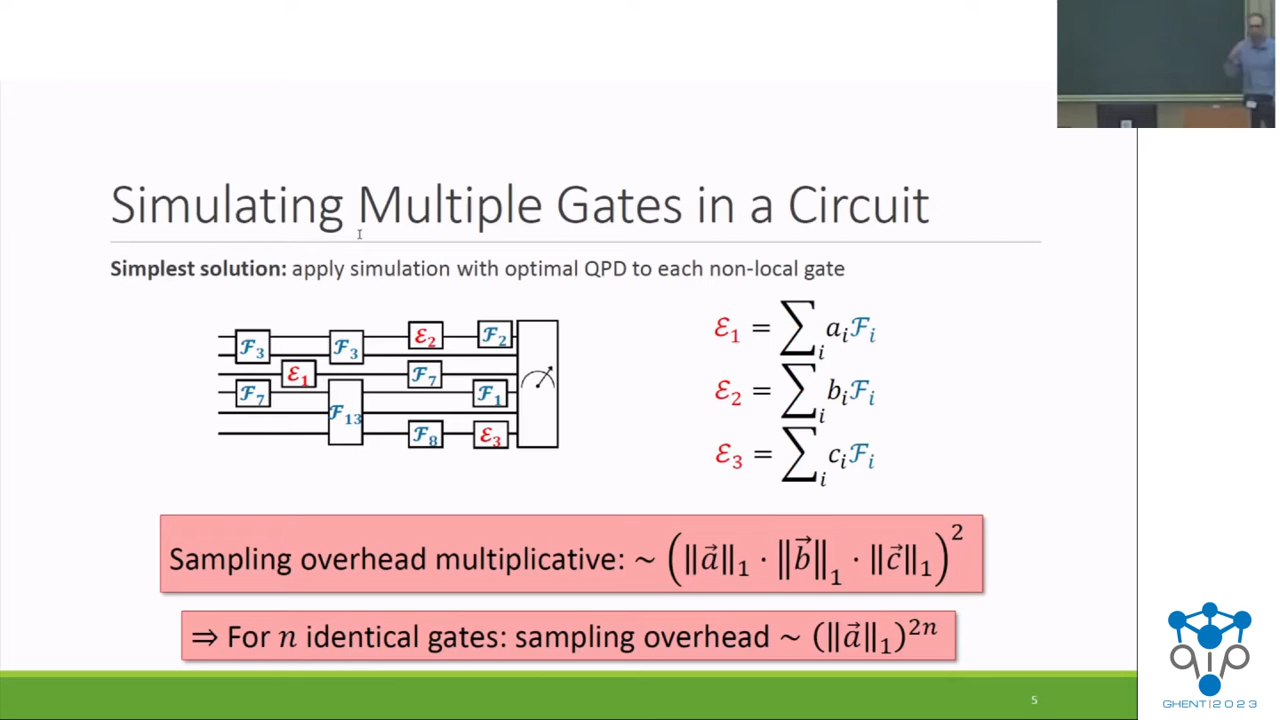 Simulating Multiple Gates in a Circuit
Simplest solution: apply simulation with optimal QPD to each non-local gate
ℱ₃ ℱ₃ ℰ₂ ℱ₂
ℰ₁ ℱ₇
ℱ₇ ℱ₁₃ ℱ₁
ℱ₈ ℰ₃
ℰ₁ = ∑ᵢ aᵢℱᵢ
ℰ₂ = ∑ᵢ bᵢℱᵢ
ℰ₃ = ∑ᵢ cᵢℱᵢ
Sampling overhead multiplicative: ~ (‖a⃗‖₁ · ‖b⃗‖₁ · ‖c⃗‖₁)²
⇒ For n identical gates: sampling overhead ~ (‖a⃗‖₁)²ⁿ
5
qip
GHENT|2023